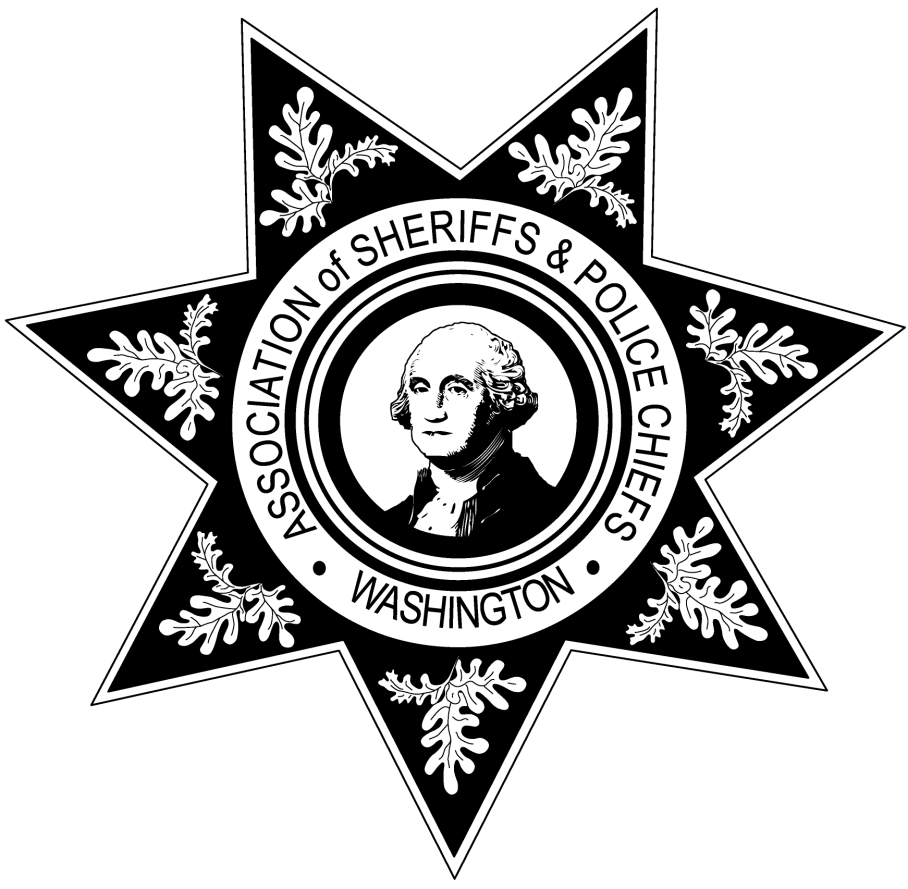 ASSOCIATION of SHERIFFS & POLICE CHIEFS
• WASHINGTON •